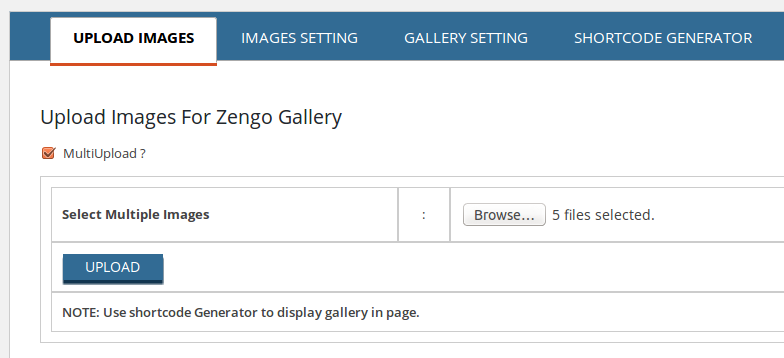 UPLOAD IMAGES IMAGES SETTING GALLERY SETTING SHORTCODE GENERATOR
Upload Images For Zengo Gallery
MultiUpload ?
Select Multiple Images : Browse... 5 files selected.
UPLOAD
NOTE: Use shortcode Generator to display gallery in page.